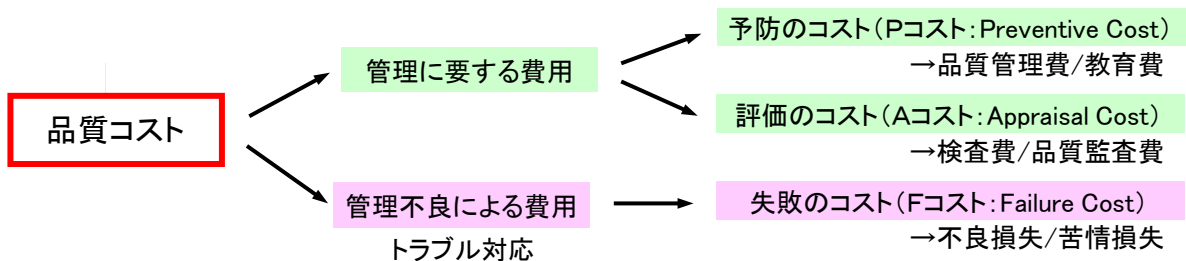 品質コスト
管理に要する費用
予防のコスト(Pコスト:Preventive Cost)
→品質管理費/教育費
評価のコスト(Aコスト:Appraisal Cost)
→検査費/品質監査費
管理不良による費用
トラブル対応
失敗のコスト(Fコスト:Failure Cost)
→不良損失/苦情損失